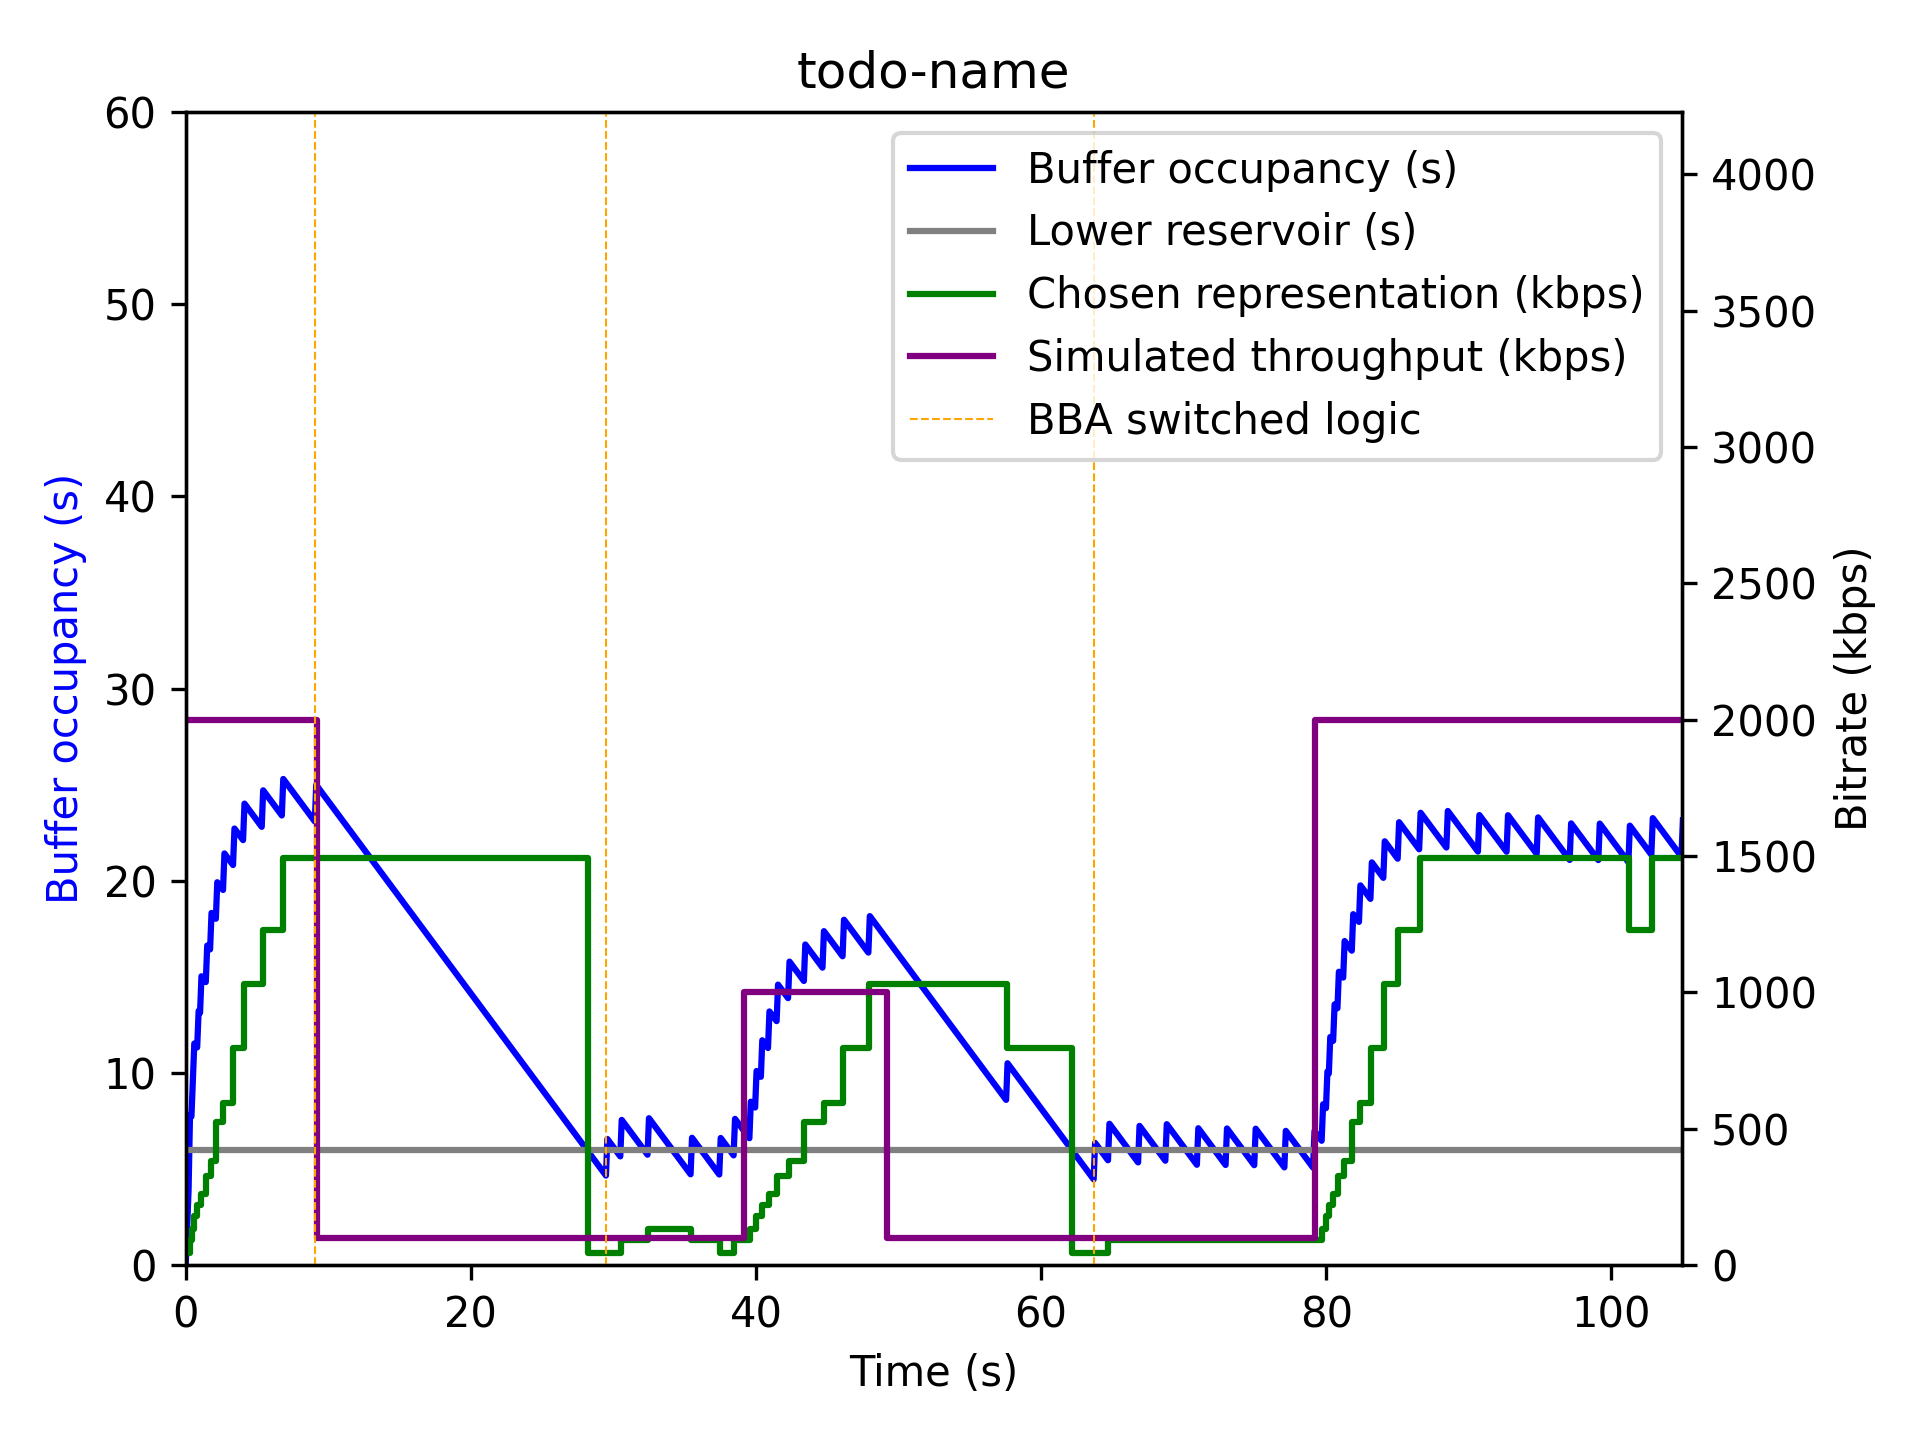 todo-name
60
50
40
30
20
10
0
Buffer occupancy (s)
Buffer occupancy (s)
Lower reservoir (s)
Chosen representation (kbps)
Simulated throughput (kbps)
BBA switched logic
4000
3500
3000
2500
2000
1500
1000
500
0
Bitrate (kbps)
0 20 40 60 80 100
Time (s)